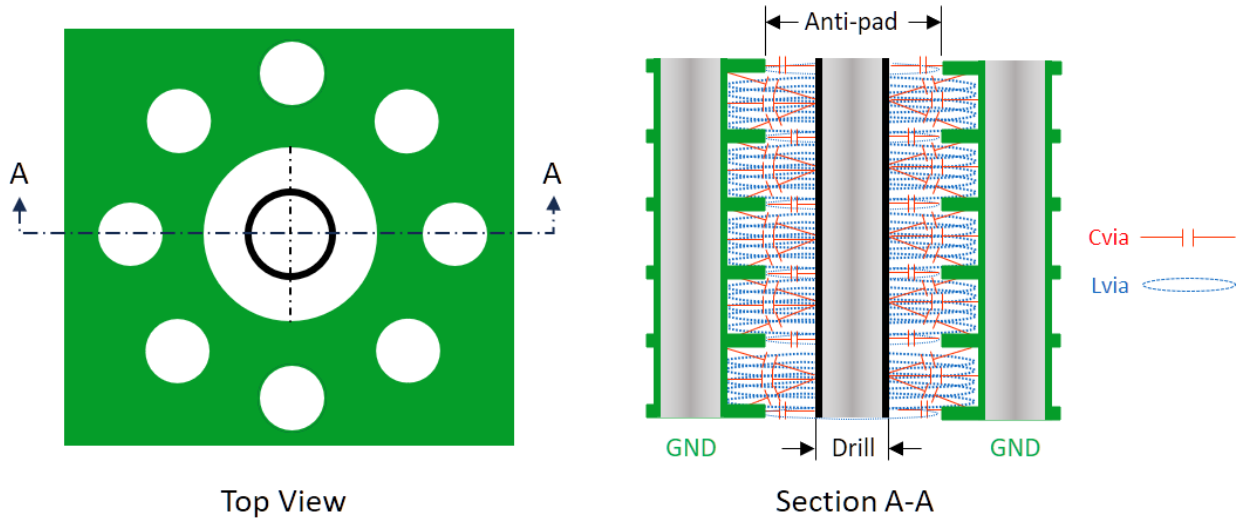 Anti-pad
A
A
Cvia
Lvia
GND
Drill
GND
Top View
Section A-A